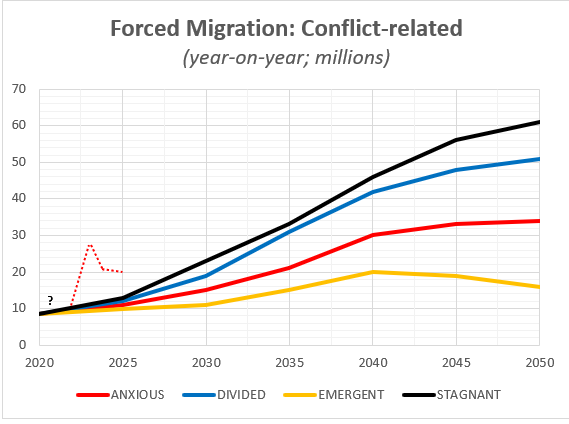 Forced Migration: Conflict-related
(year-on-year; millions)
70
60
50
40
30
20
10
0
?
2020 2025 2030 2035 2040 2045 2050
ANXIOUS DIVIDED EMERGENT STAGNANT